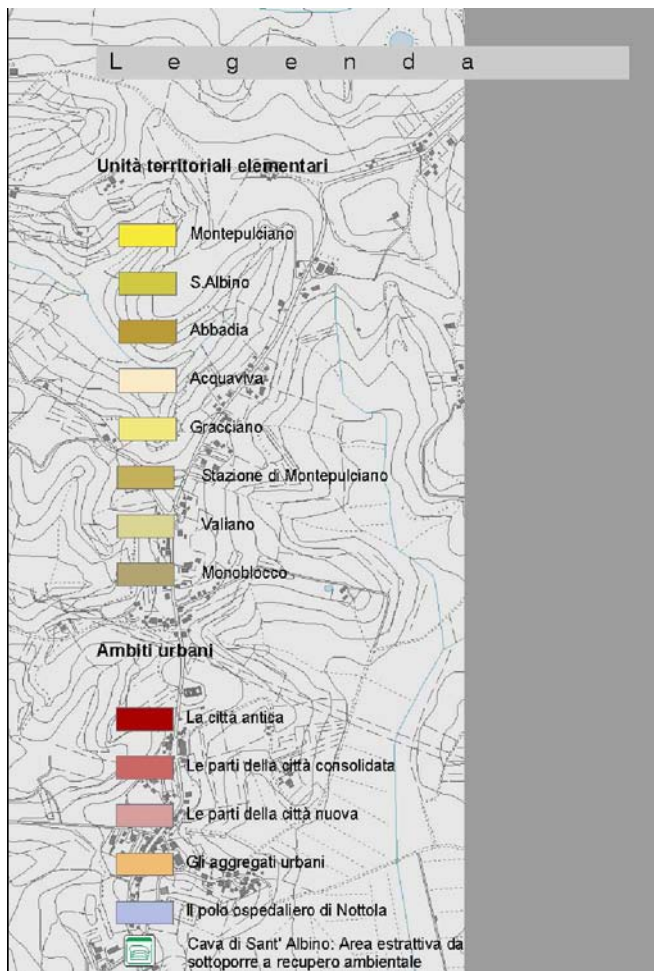 Legenda
Unità territoriali elementari
Montepulciano
S.Albino
Abbadia
Acquaviva
Gracciano
Stazione di Montepulciano
Valiano
Monoblocco
Ambiti urbani
La città antica
Le parti della città consolidata
Le parti della città nuova
Gli aggregati urbani
Il polo ospedaliero di Nottola
Cava di Sant' Albino: Area estrattiva da
sottoporre a recupero ambientale